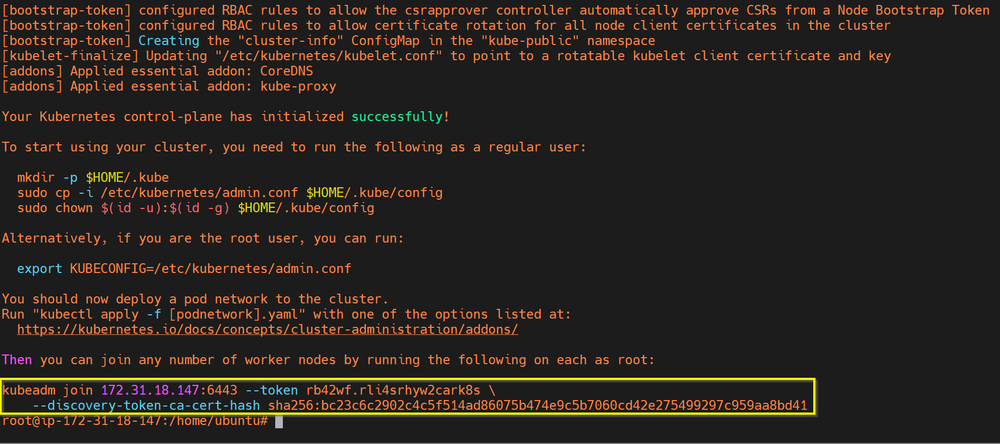 [bootstrap-token] configured RBAC rules to allow the csrapprover controller automatically approve CSRs from a Node Bootstrap Token
[bootstrap-token] configured RBAC rules to allow certificate rotation for all node client certificates in the cluster
[bootstrap-token] Creating the "cluster-info" ConfigMap in the "kube-public" namespace
[kubelet-finalize] Updating "/etc/kubernetes/kubelet.conf" to point to a rotatable kubelet client certificate and key
[addons] Applied essential addon: CoreDNS
[addons] Applied essential addon: kube-proxy

Your Kubernetes control-plane has initialized successfully!

To start using your cluster, you need to run the following as a regular user:

  mkdir -p $HOME/.kube
  sudo cp -i /etc/kubernetes/admin.conf $HOME/.kube/config
  sudo chown $(id -u):$(id -g) $HOME/.kube/config

Alternatively, if you are the root user, you can run:

  export KUBECONFIG=/etc/kubernetes/admin.conf

You should now deploy a pod network to the cluster.
Run "kubectl apply -f [podnetwork].yaml" with one of the options listed at:
  https://kubernetes.io/docs/concepts/cluster-administration/addons/

Then you can join any number of worker nodes by running the following on each as root:

kubeadm join 172.31.18.147:6443 --token rb42wf.rli4srhyw2cark8s \
    --discovery-token-ca-cert-hash sha256:bc23c6c2902c4c5f514ad86075b474e9c5b7060cd42e275499297c959aa8bd41
root@ip-172-31-18-147:/home/ubuntu#